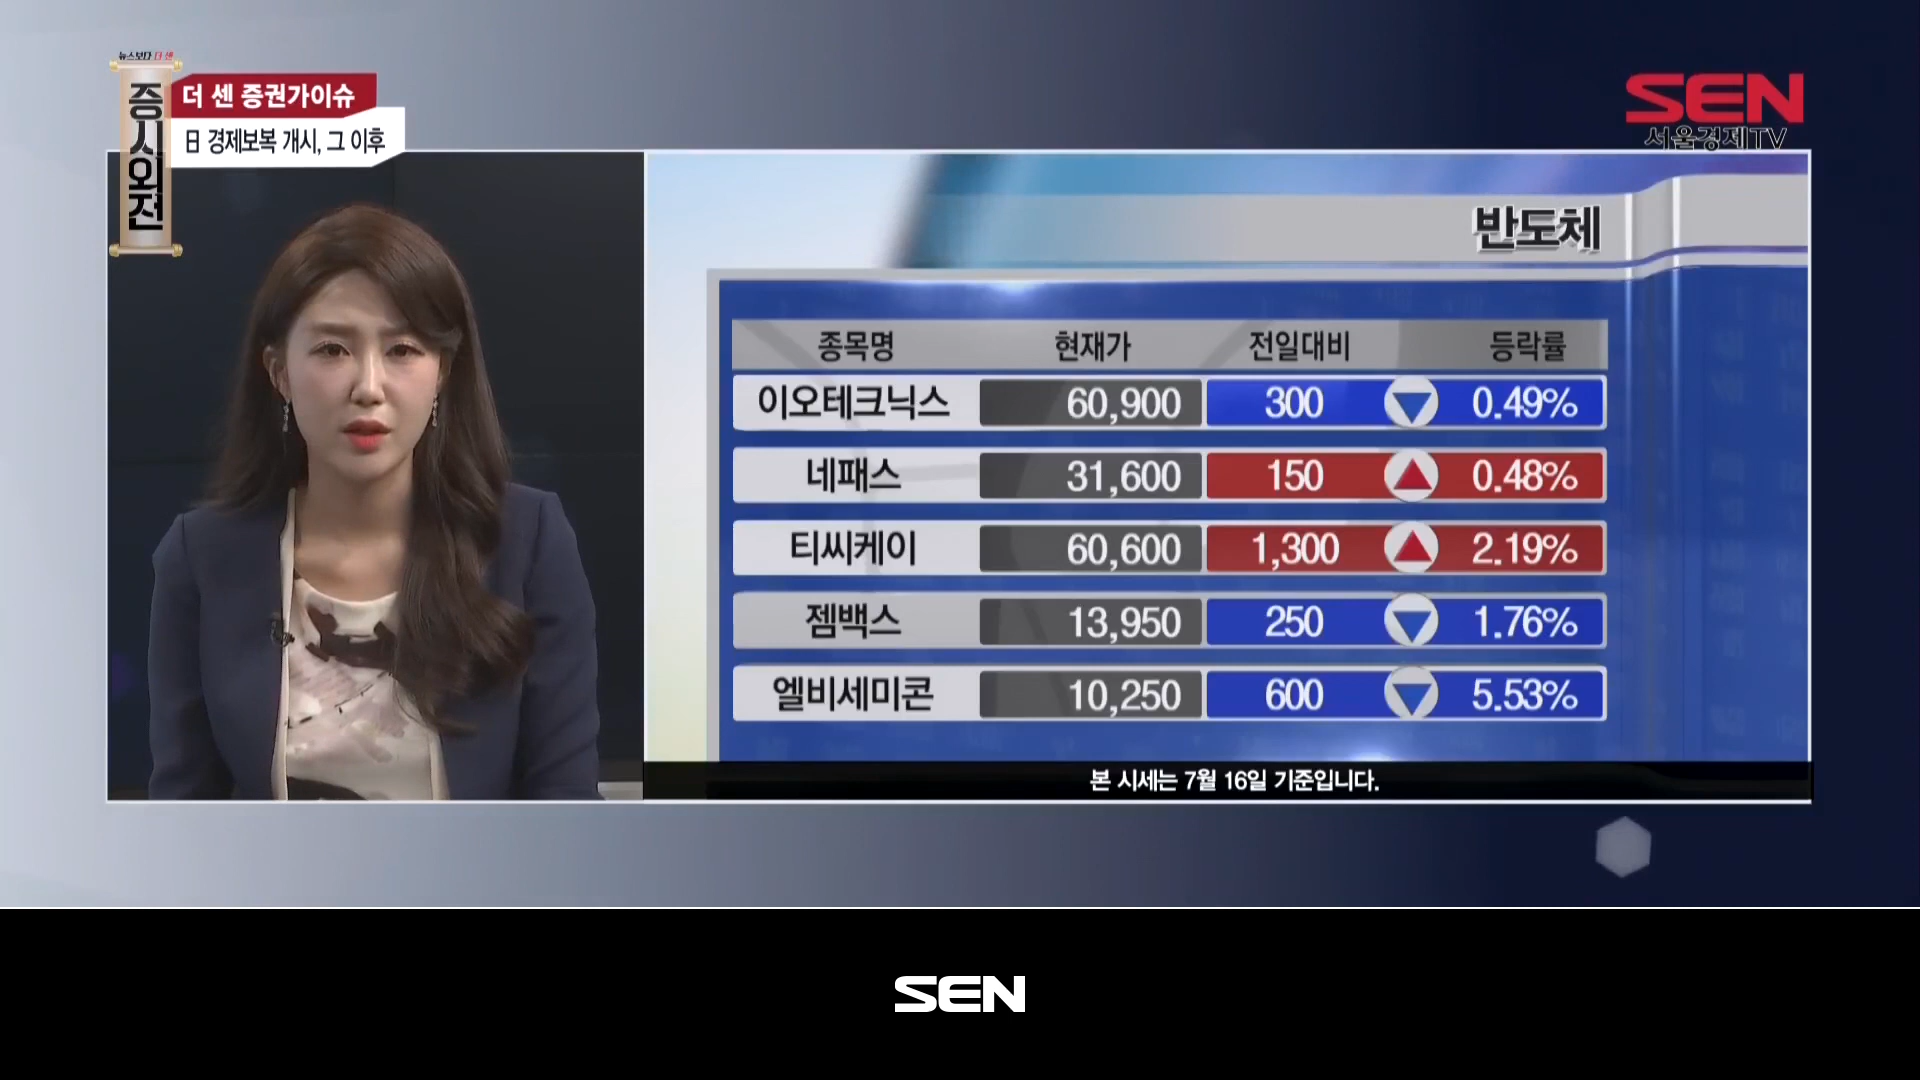 뉴스보다 더 센
증시외전
더 센 증권가이슈
日 경제보복 개시, 그 이후
SEN
서울경제TV
반도체
종목명 현재가 전일대비 등락률
이오테크닉스 60,900 300 ▼ 0.49%
네패스 31,600 150 ▲ 0.48%
티씨케이 60,600 1,300 ▲ 2.19%
젬백스 13,950 250 ▼ 1.76%
엘비세미콘 10,250 600 ▼ 5.53%
본 시세는 7월 16일 기준입니다.
SEN